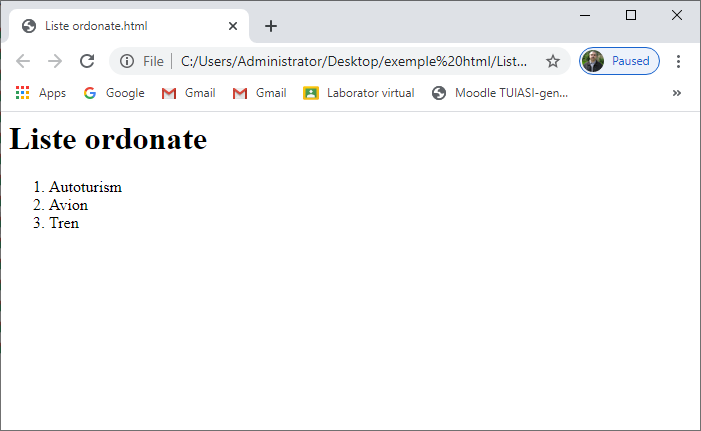 Liste ordonate.html
File C:/Users/Administrator/Desktop/exemple%20html/List... Paused
Apps Google Gmail Gmail Laborator virtual Moodle TUIASI-gen... »
Liste ordonate
1. Autoturism
2. Avion
3. Tren